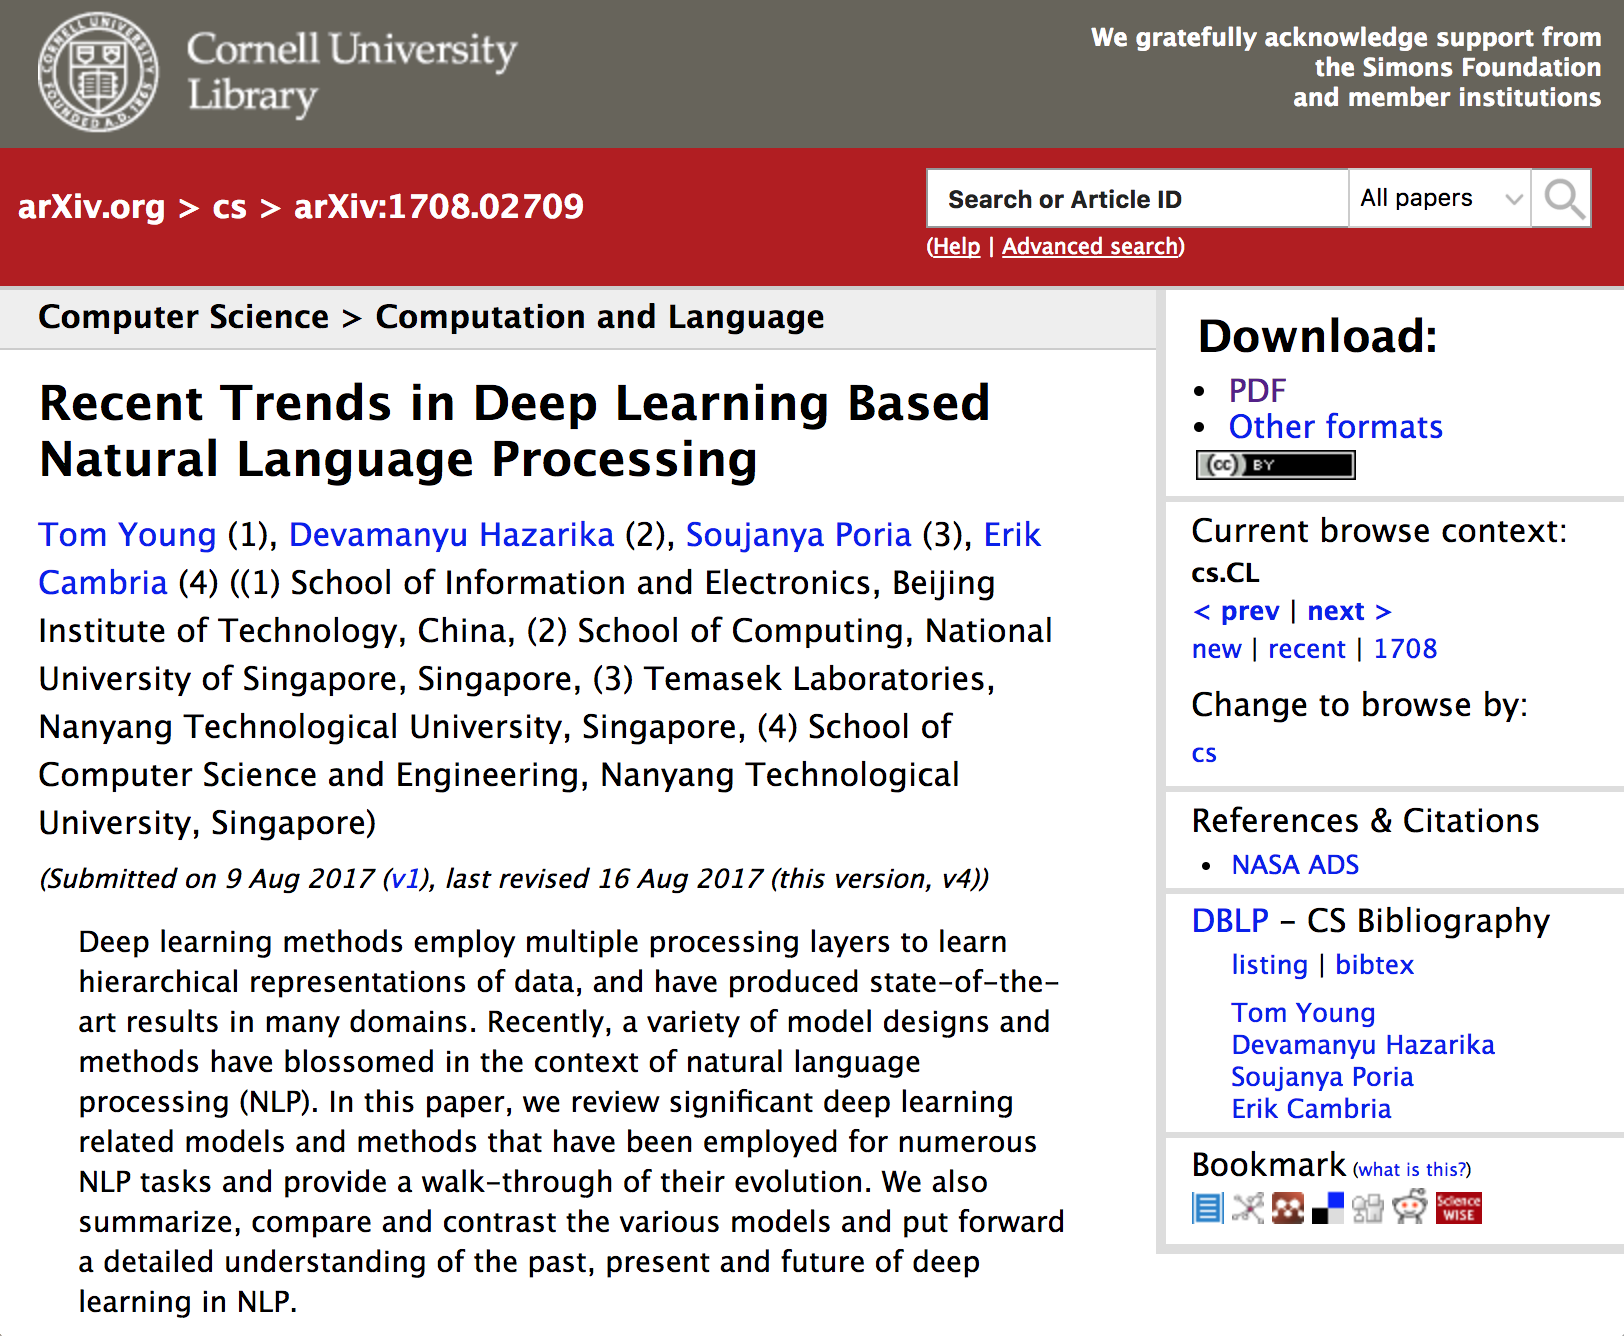 Cornell University
Library
We gratefully acknowledge support from
the Simons Foundation
and member institutions
arXiv.org > cs > arXiv:1708.02709
Search or Article ID
All papers
(Help | Advanced search)
Computer Science > Computation and Language
Recent Trends in Deep Learning Based
Natural Language Processing
Tom Young (1), Devamanyu Hazarika (2), Soujanya Poria (3), Erik
Cambria (4) ((1) School of Information and Electronics, Beijing
Institute of Technology, China, (2) School of Computing, National
University of Singapore, Singapore, (3) Temasek Laboratories,
Nanyang Technological University, Singapore, (4) School of
Computer Science and Engineering, Nanyang Technological
University, Singapore)
(Submitted on 9 Aug 2017 (v1), last revised 16 Aug 2017 (this version, v4))
Deep learning methods employ multiple processing layers to learn
hierarchical representations of data, and have produced state-of-the-
art results in many domains. Recently, a variety of model designs and
methods have blossomed in the context of natural language
processing (NLP). In this paper, we review significant deep learning
related models and methods that have been employed for numerous
NLP tasks and provide a walk-through of their evolution. We also
summarize, compare and contrast the various models and put forward
a detailed understanding of the past, present and future of deep
learning in NLP.
Download:
• PDF
• Other formats
(cc) BY
Current browse context:
cs.CL
< prev | next >
new | recent | 1708
Change to browse by:
cs
References & Citations
• NASA ADS
DBLP - CS Bibliography
listing | bibtex
Tom Young
Devamanyu Hazarika
Soujanya Poria
Erik Cambria
Bookmark (what is this?)
Science
WISE
CORNELL UNIVERSITY
FOUNDED A.D. 1865